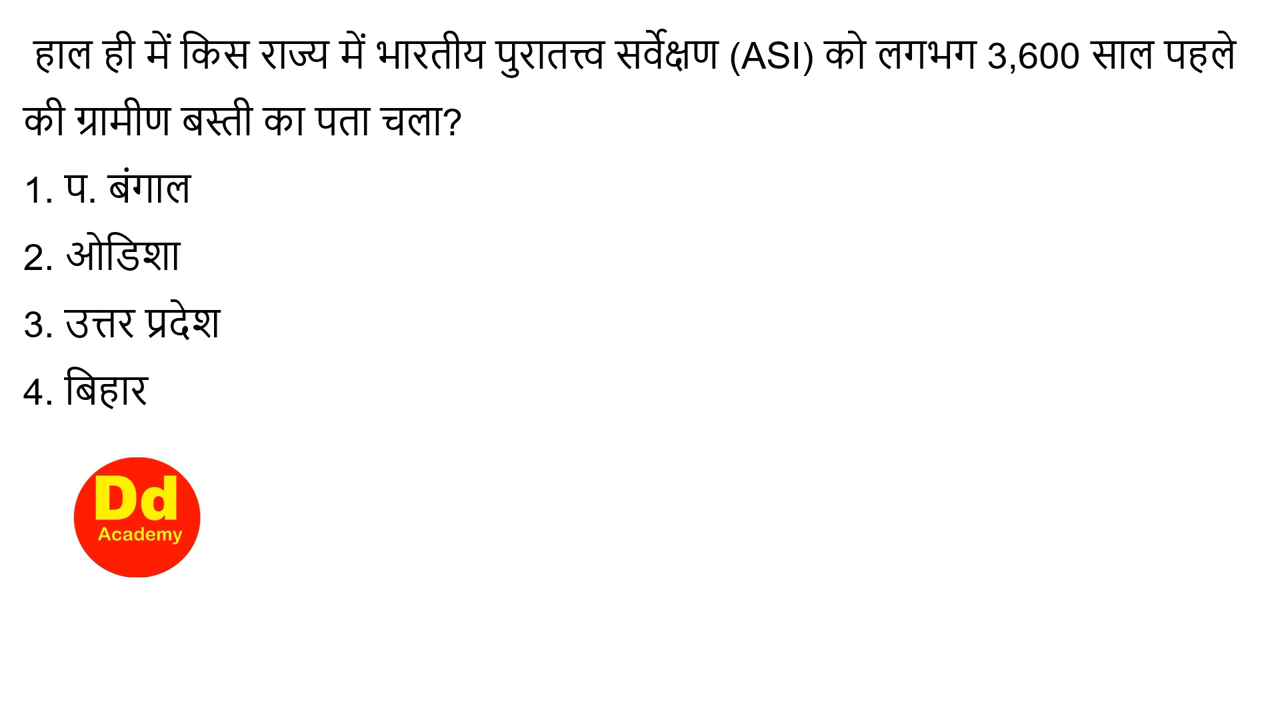 हाल ही में किस राज्य में भारतीय पुरातत्त्व सर्वेक्षण (ASI) को लगभग 3,600 साल पहले
की ग्रामीण बस्ती का पता चला?
1. प. बंगाल
2. ओडिशा
3. उत्तर प्रदेश
4. बिहार
Dd
Academy